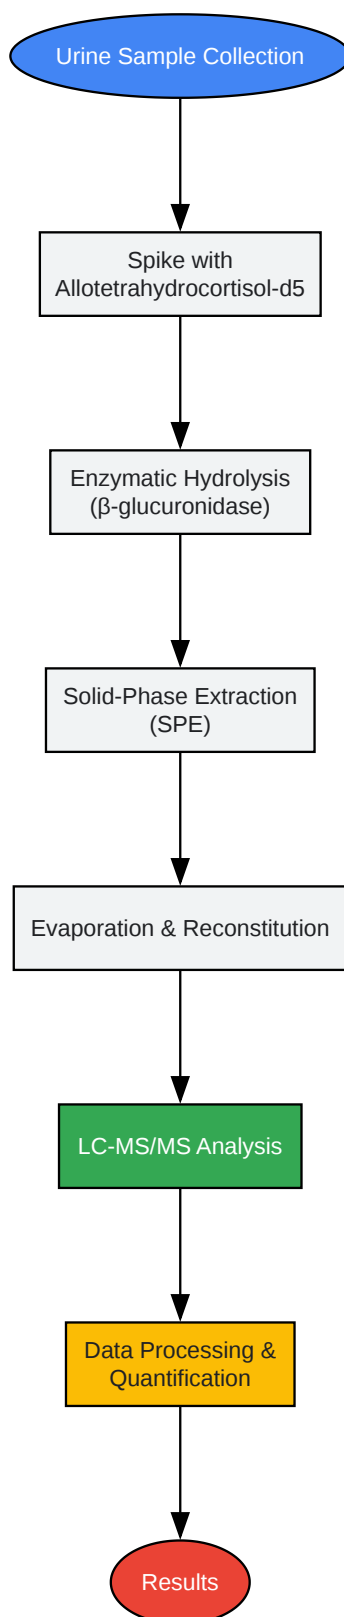 Urine Sample Collection
Spike with
Allotetrahydrocortisol-d5
Enzymatic Hydrolysis
(β-glucuronidase)
Solid-Phase Extraction
(SPE)
Evaporation & Reconstitution
LC-MS/MS Analysis
Data Processing &
Quantification
Results